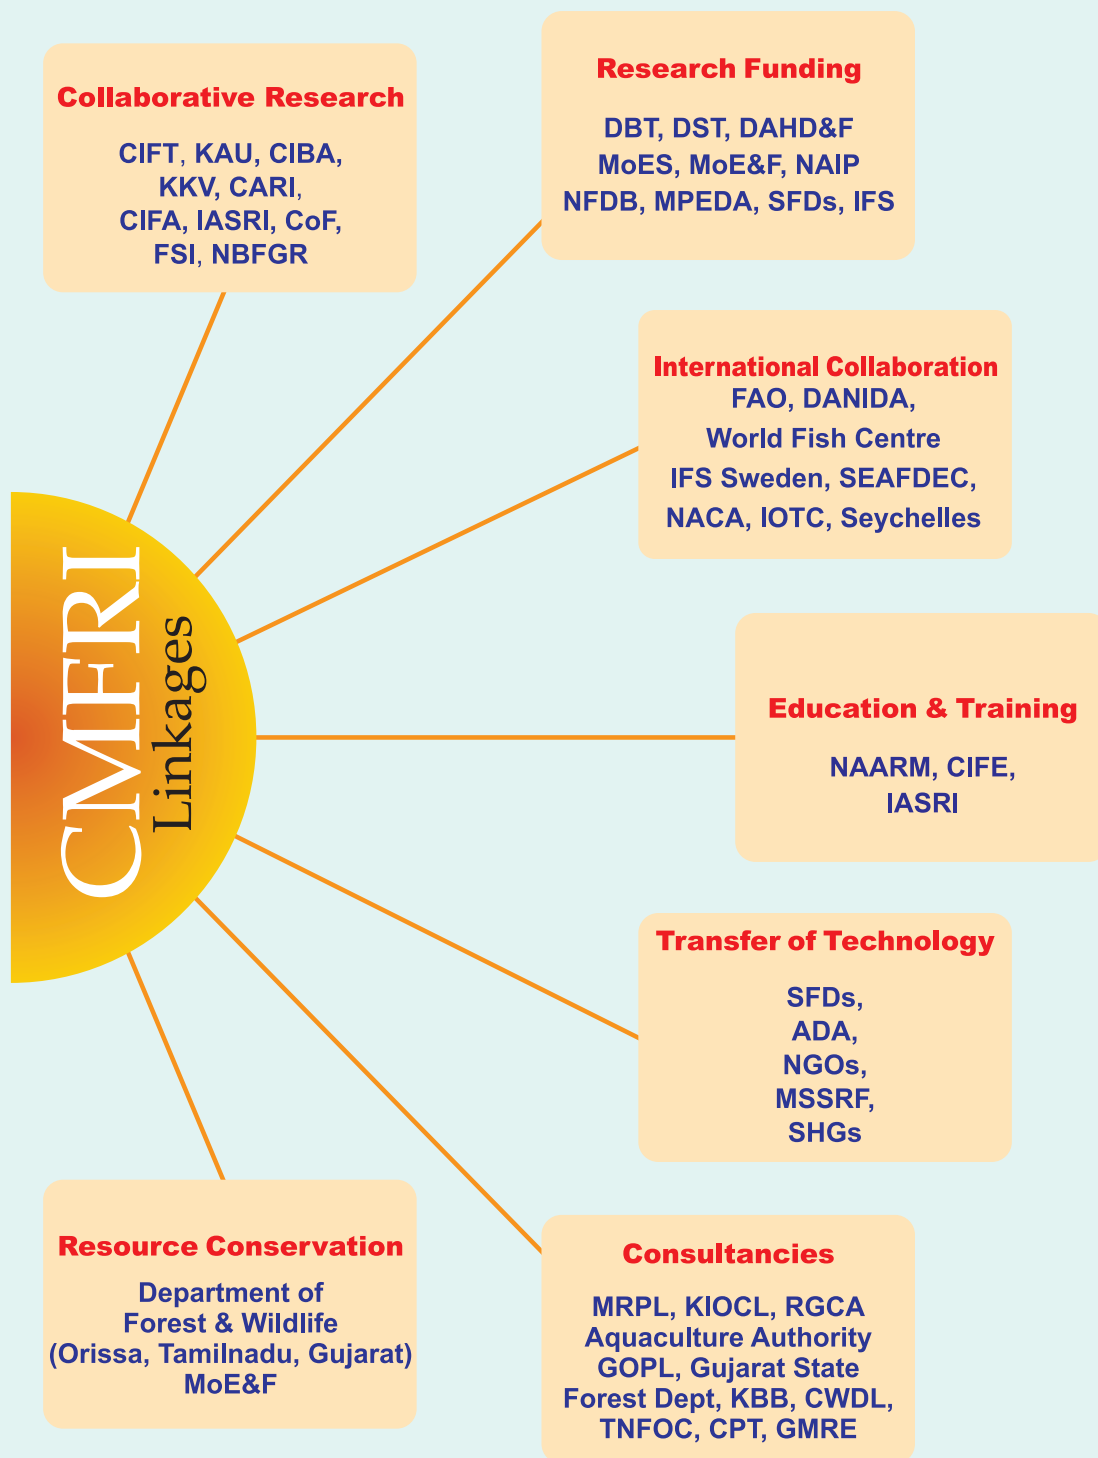 Collaborative Research
CIFT, KAU, CIBA,
KKV, CARI,
CIFA, IASRI, CoF,
FSI, NBFGR
Research Funding
DBT, DST, DAHD&F
MoES, MoE&F, NAIP
NFDB, MPEDA, SFDs, IFS
International Collaboration
FAO, DANIDA,
World Fish Centre
IFS Sweden, SEAFDEC,
NACA, IOTC, Seychelles
CMFRI
Linkages
Education & Training
NAARM, CIFE,
IASRI
Transfer of Technology
SFDs,
ADA,
NGOs,
MSSRF,
SHGs
Resource Conservation
Department of
Forest & Wildlife
(Orissa, Tamilnadu, Gujarat)
MoE&F
Consultancies
MRPL, KIOCL, RGCA
Aquaculture Authority
GOPL, Gujarat State
Forest Dept, KBB, CWDL,
TNFOC, CPT, GMRE